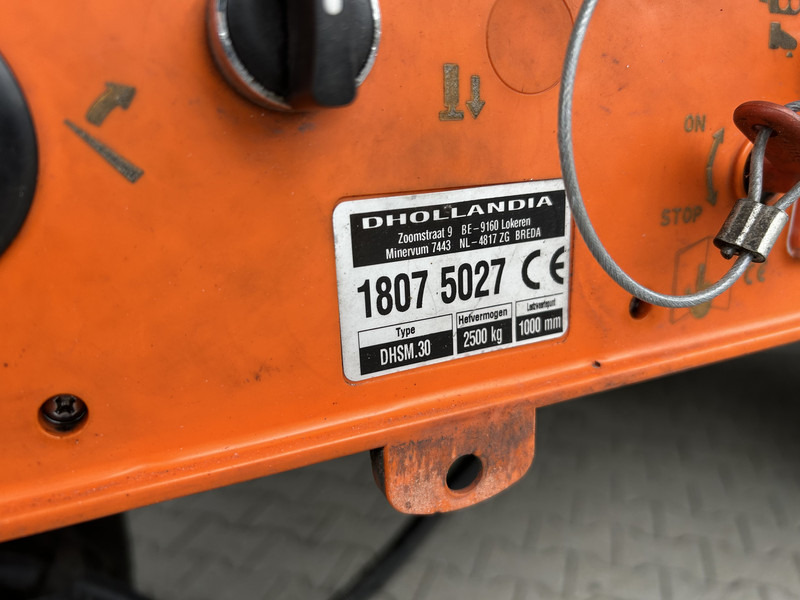 ON
STOP
DHOLLANDIA
Zoomstraat 9 BE-9160 Lokeren
Minervum 7443 NL-4817 ZG BREDA
1807 5027 CE
Type Hefvermogen Lastzwaartepunt
DHSM.30 2500 kg 1000 mm
CE